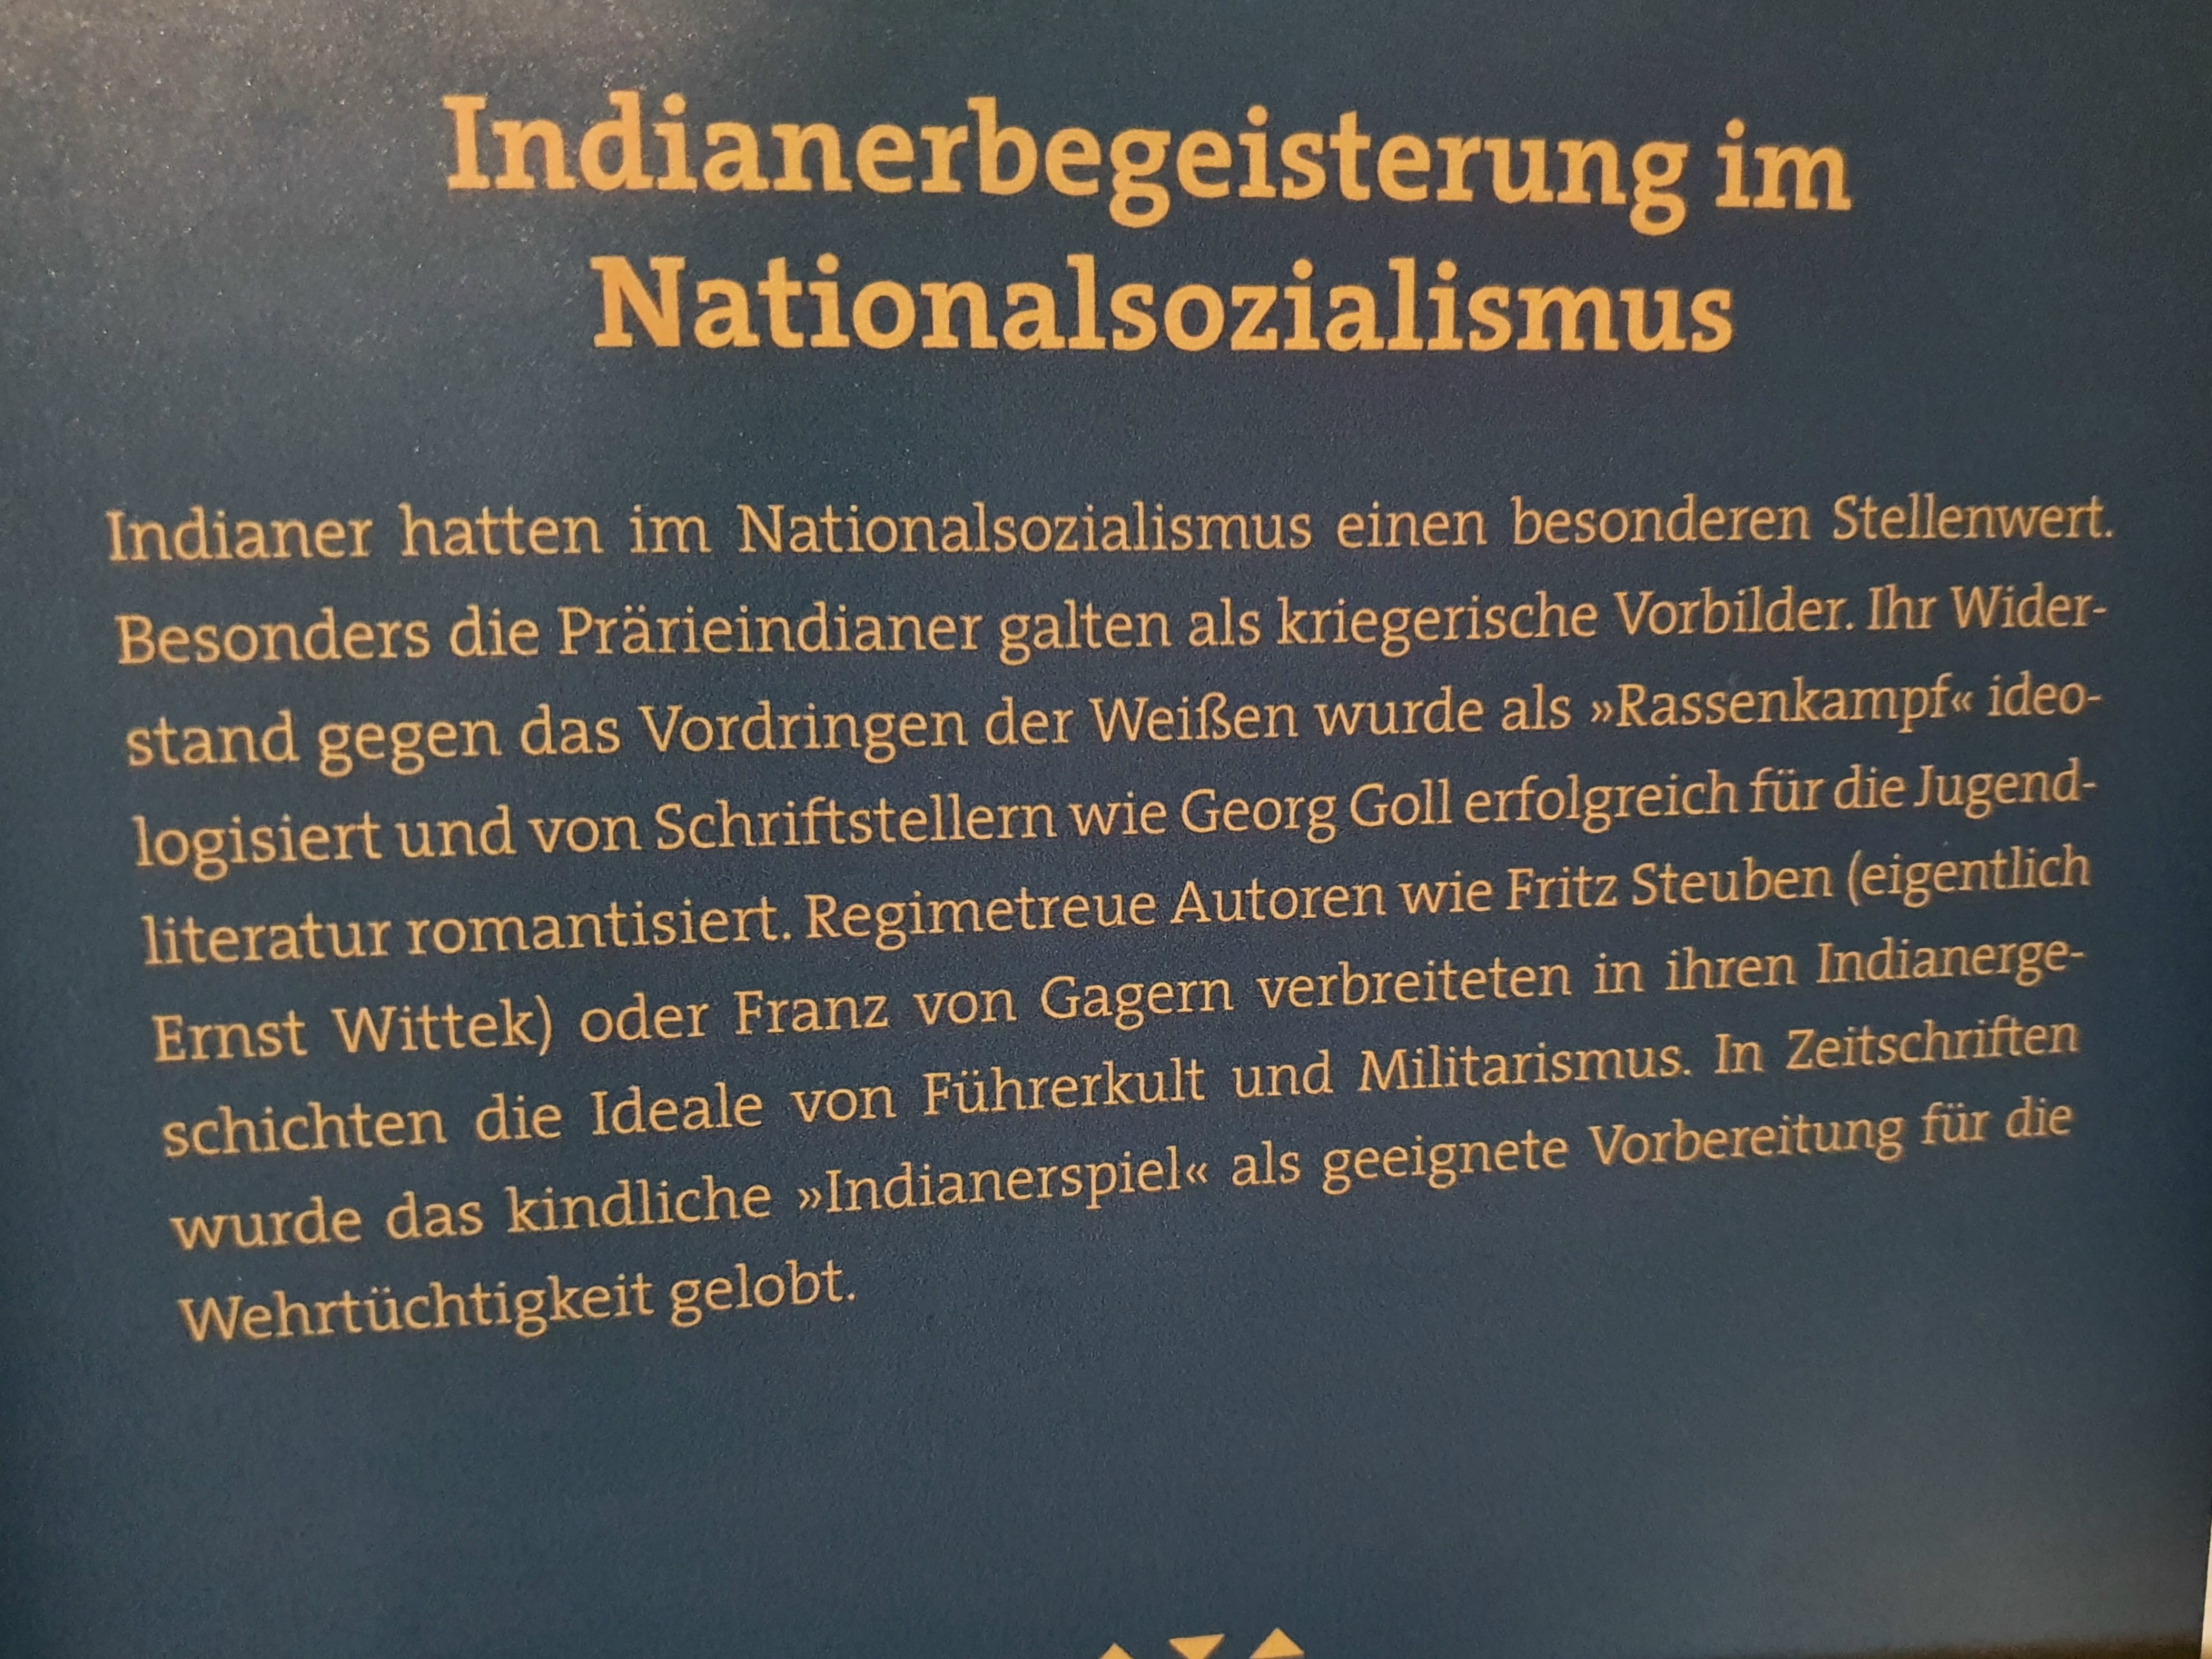 Indianerbegeisterung im
Nationalsozialismus
Indianer hatten im Nationalsozialismus einen besonderen Stellenwert.
Besonders die Prärieindianer galten als kriegerische Vorbilder. Ihr Wider-
stand gegen das Vordringen der Weißen wurde als »Rassenkampf« ideo-
logisiert und von Schriftstellern wie Georg Goll erfolgreich für die Jugend-
literatur romantisiert. Regimetreue Autoren wie Fritz Steuben (eigentlich
Ernst Wittek) oder Franz von Gagern verbreiteten in ihren Indianerge-
schichten die Ideale von Führerkult und Militarismus. In Zeitschriften
wurde das kindliche »Indianerspiel« als geeignete Vorbereitung für die
Wehrtüchtigkeit gelobt.